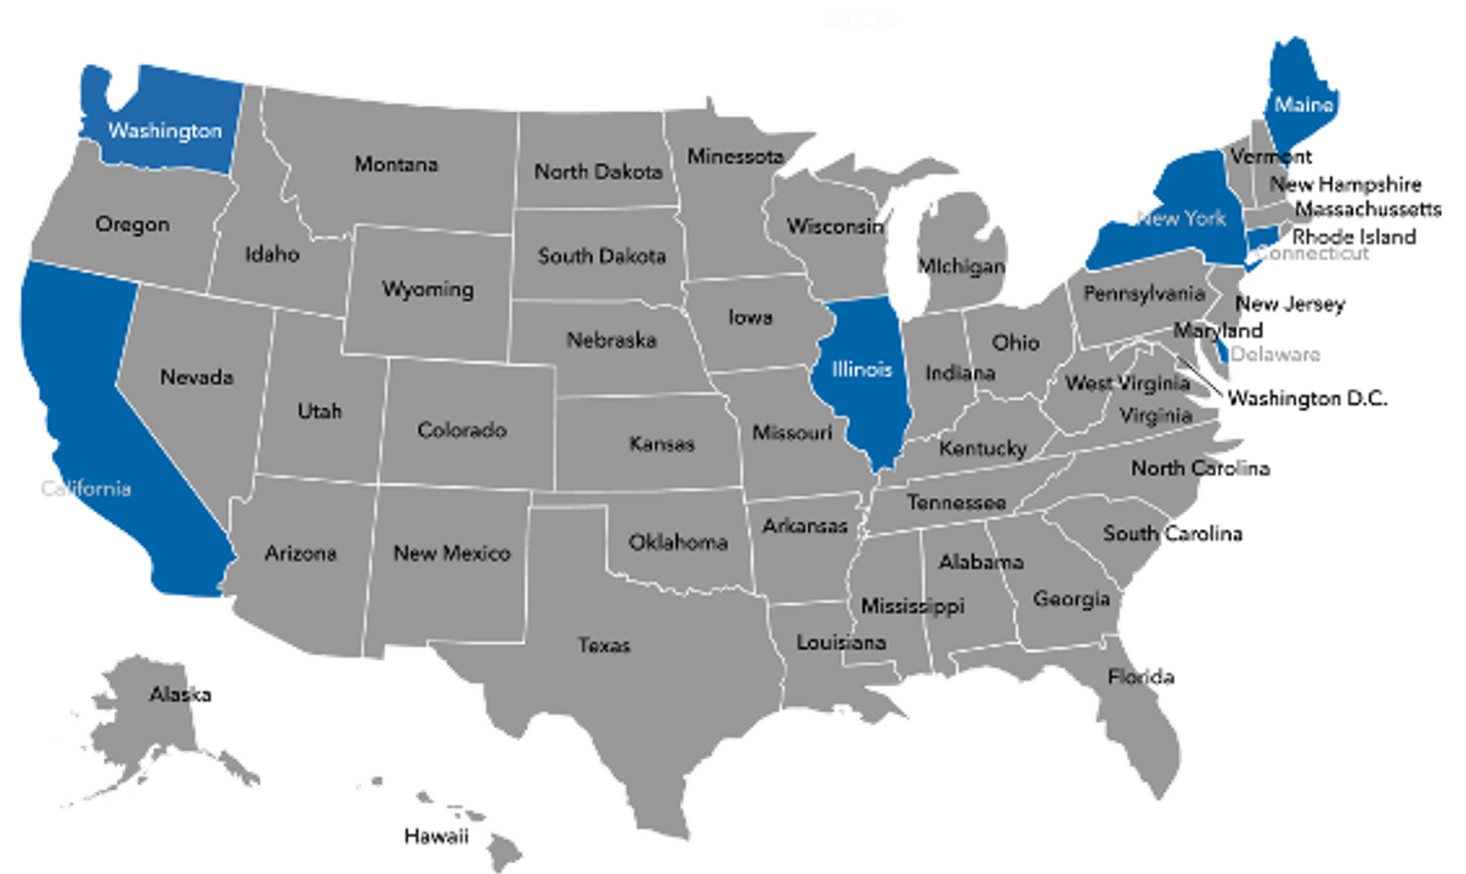 Maine
Washington
Vermont
Minessota
Montana
North Dakota
New Hampshire
Massachussetts
New York
Oregon
Wisconsin
Rhode Island
Connecticut
Idaho
South Dakota
MIchigan
Wyoming
Pennsylvania
New Jersey
Iowa
Maryland
Nebraska
Ohio
Delaware
Illinois
Indiana
Nevada
West Virginia
Washington D.C.
Utah
Virginia
Colorado
Missouri
Kansas
Kentucky
North Carolina
California
Tennessee
Arkansas
South Carolina
Oklahoma
Arizona
New Mexico
Alabama
Georgia
Mississippi
Louisiana
Texas
Florida
Alaska
Hawaii